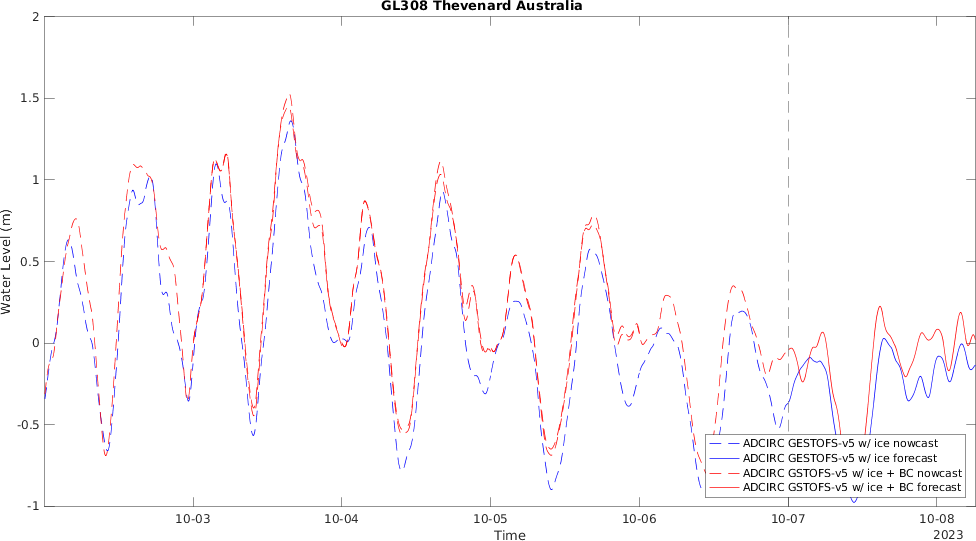 GL308 Thevenard Australia
Water Level (m)
2
1.5
1
0.5
0
-0.5
-1
ADCIRC GESTOFS-v5 w/ ice nowcast
ADCIRC GESTOFS-v5 w/ ice forecast
ADCIRC GSTOFS-v5 w/ ice + BC nowcast
ADCIRC GSTOFS-v5 w/ ice + BC forecast
10-03 10-04 10-05 10-06 10-07 10-08
Time
2023